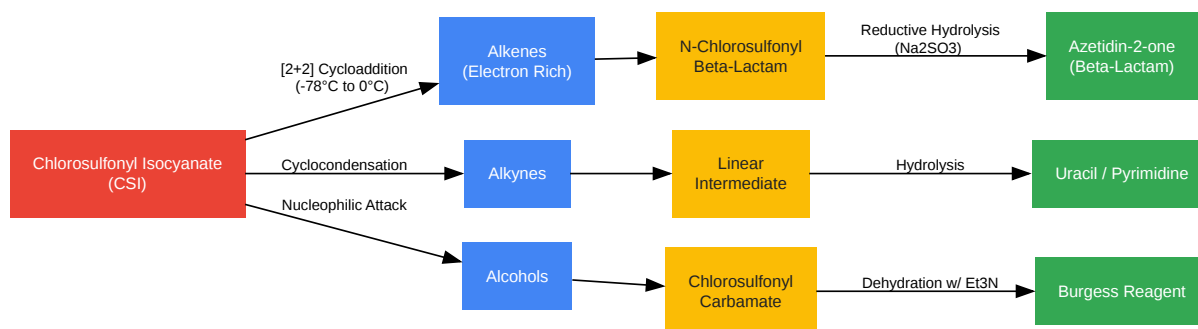 [2+2] Cycloaddition
(-78°C to 0°C)
Alkenes
(Electron Rich)
N-Chlorosulfonyl
Beta-Lactam
Reductive Hydrolysis
(Na2SO3)
Azetidin-2-one
(Beta-Lactam)
Chlorosulfonyl Isocyanate
(CSI)
Cyclocondensation
Alkynes
Linear
Intermediate
Hydrolysis
Uracil / Pyrimidine
Nucleophilic Attack
Alcohols
Chlorosulfonyl
Carbamate
Dehydration w/ Et3N
Burgess Reagent